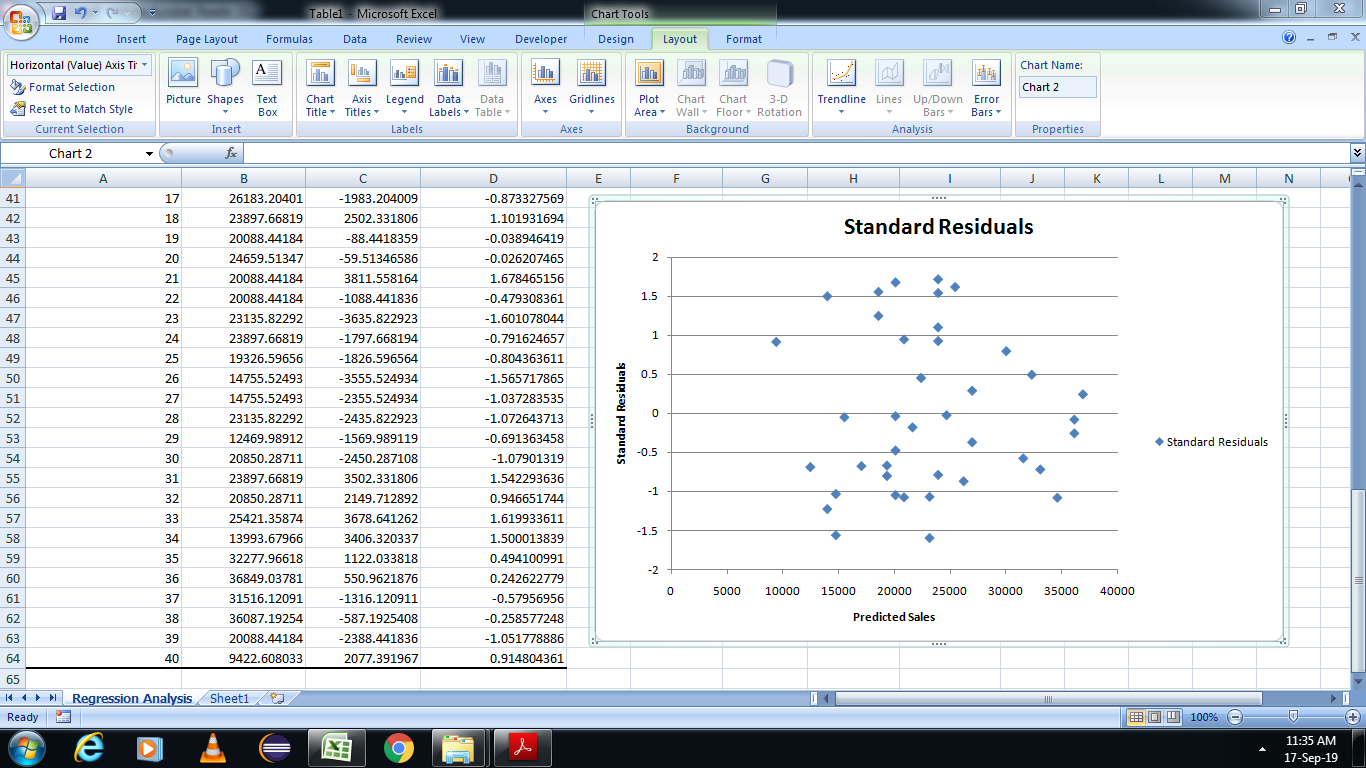 Table1 - Microsoft Excel
Chart Tools
Home Insert Page Layout Formulas Data Review View Developer Design Layout Format
Horizontal (Value) Axis Tit
Format Selection
Reset to Match Style
Current Selection
Picture Shapes Text Box
Insert
Chart Title Axis Titles Legend Data Labels Data Table
Labels
Axes Gridlines
Axes
Plot Area Chart Wall Chart Floor 3-D Rotation
Background
Trendline Lines Up/Down Bars Error Bars
Analysis
Chart Name:
Chart 2
Properties
Chart 2 fx
A B C D E F G H I J K L M N
41 17 26183.20401 -1983.204009 -0.873327569
42 18 23897.66819 2502.331806 1.101931694
43 19 20088.44184 -88.4418359 -0.038946419
44 20 24659.51347 -59.51346586 -0.026207465
45 21 20088.44184 3811.558164 1.678465156
46 22 20088.44184 -1088.441836 -0.479308361
47 23 23135.82292 -3635.822923 -1.601078044
48 24 23897.66819 -1797.668194 -0.791624657
49 25 19326.59656 -1826.596564 -0.804363611
50 26 14755.52493 -3555.524934 -1.565717865
51 27 14755.52493 -2355.524934 -1.037283535
52 28 23135.82292 -2435.822923 -1.072643713
53 29 12469.98912 -1569.989119 -0.691363458
54 30 20850.28711 -2450.287108 -1.07901319
55 31 23897.66819 3502.331806 1.542293636
56 32 20850.28711 2149.712892 0.946651744
57 33 25421.35874 3678.641262 1.619933611
58 34 13993.67966 3406.320337 1.500013839
59 35 32277.96618 1122.033818 0.494100991
60 36 36849.03781 550.9621876 0.242622779
61 37 31516.12091 -1316.120911 -0.57956956
62 38 36087.19254 -587.1925408 -0.258577248
63 39 20088.44184 -2388.441836 -1.051778886
64 40 9422.608033 2077.391967 0.914804361
65
Standard Residuals
Standard Residuals
2
1.5
1
0.5
0
-0.5
-1
-1.5
-2
0 5000 10000 15000 20000 25000 30000 35000 40000
Predicted Sales
Standard Residuals
Regression Analysis Sheet1
Ready
100%
11:35 AM
17-Sep-19